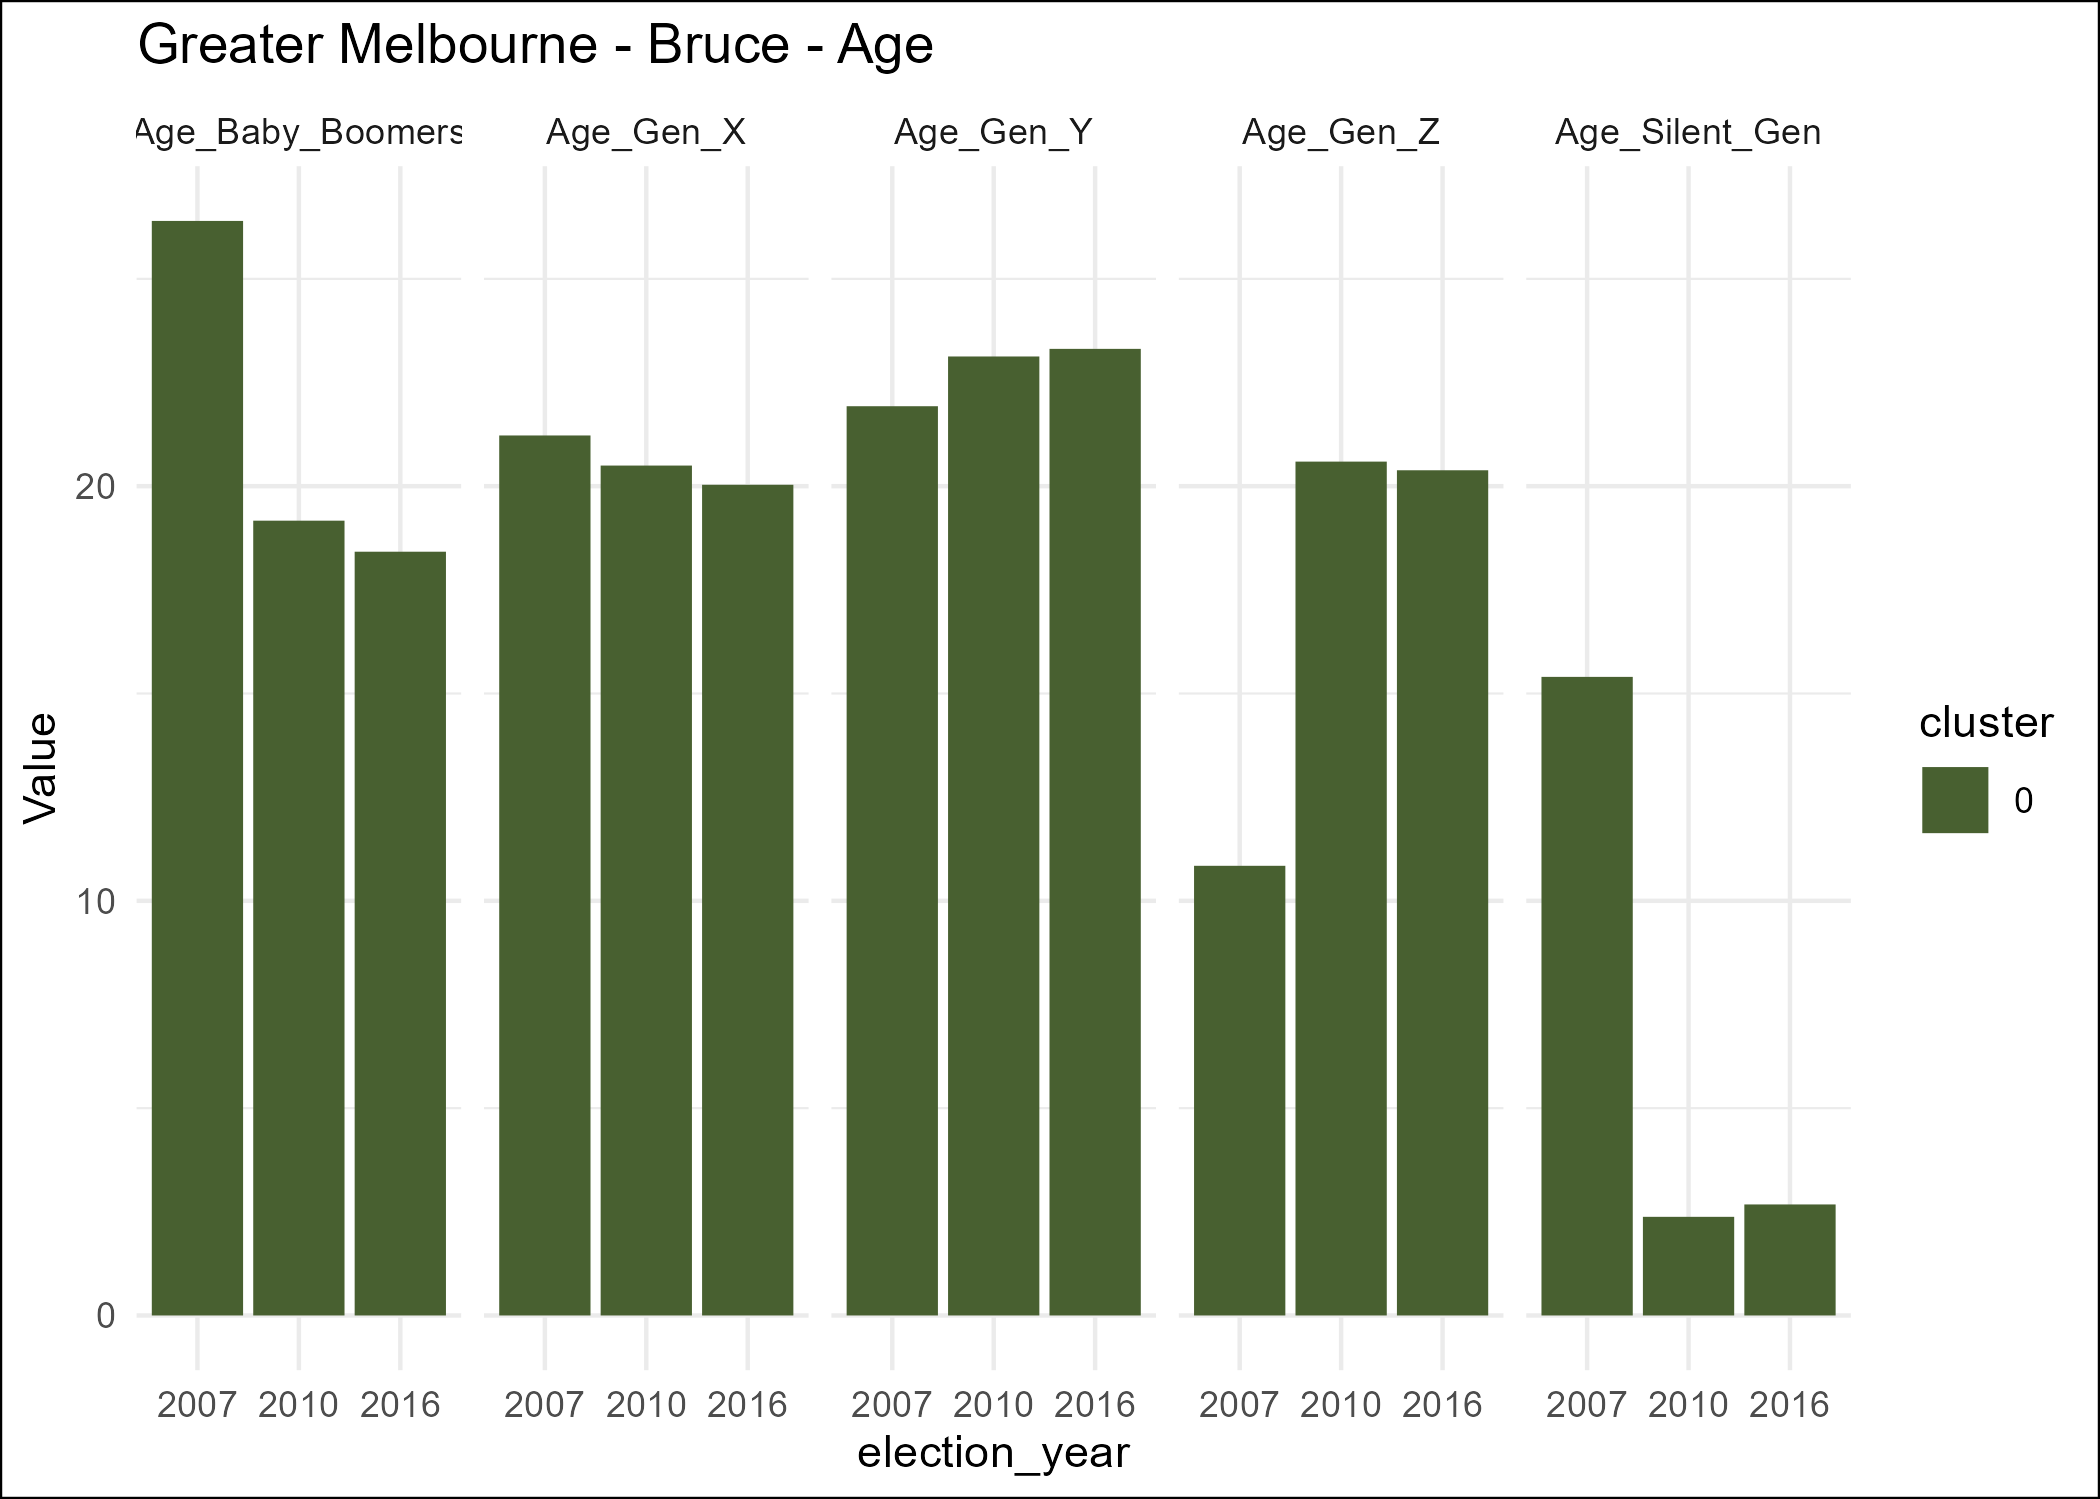 Greater Melbourne - Bruce - Age
Age_Baby_Boomers Age_Gen_X Age_Gen_Y Age_Gen_Z Age_Silent_Gen
20
10
0
Value
2007 2010 2016 2007 2010 2016 2007 2010 2016 2007 2010 2016 2007 2010 2016
election_year
cluster
0